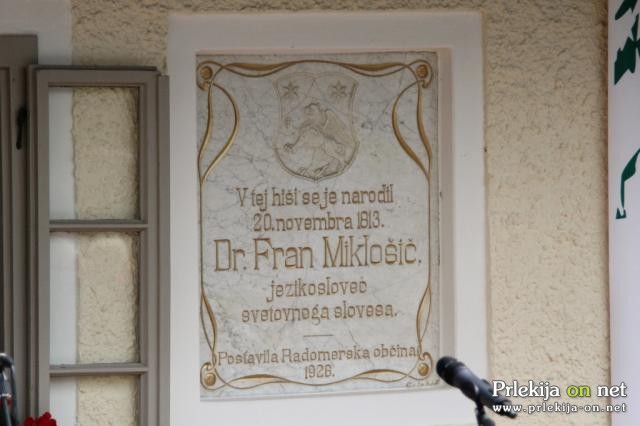 V tej hiši se je narodil
20. novembra 1813.
Dr. Fran Miklošič,
jezikoslovec
svetovnega slovesa.
Postavila Radomerska občina
1926.
Prlekija on net
www.prlekija-on.net